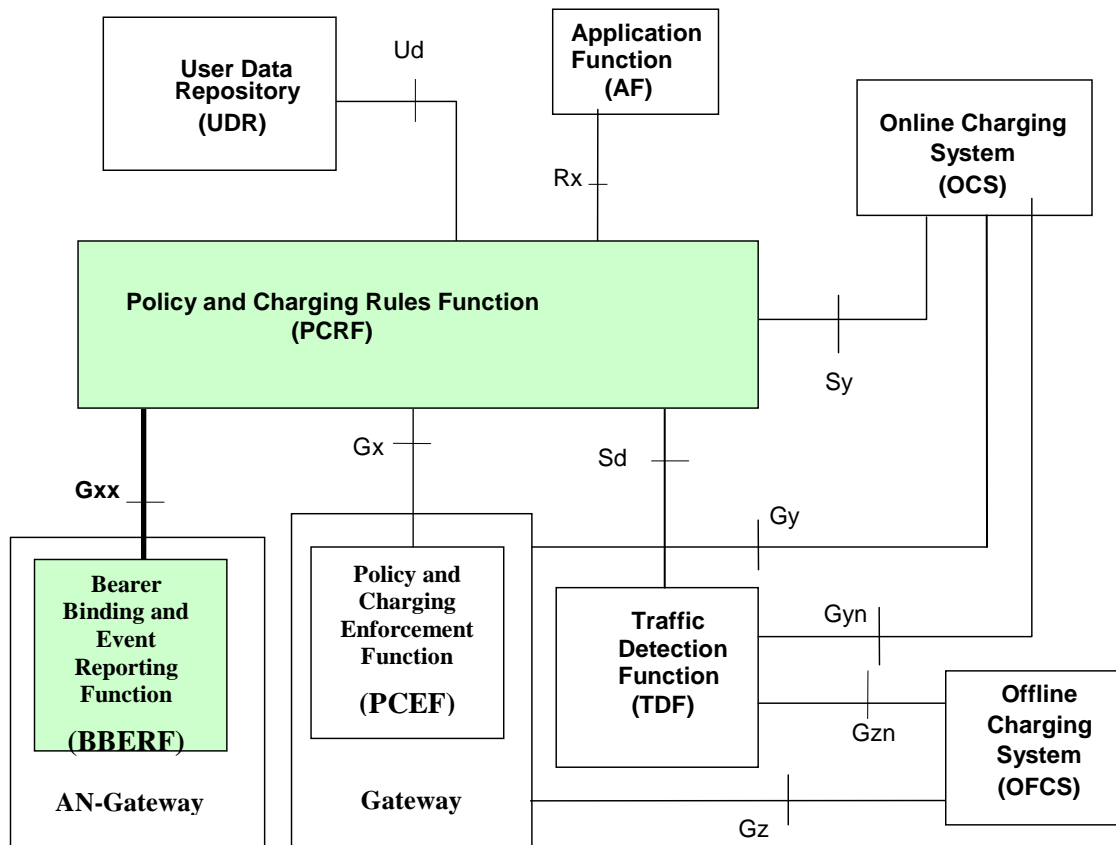 User Data
Repository
(UDR)
Ud
Application
Function
(AF)
Rx
Online Charging
System
(OCS)
Policy and Charging Rules Function
(PCRF)
Sy
Gxx
Gx
Sd
Gy
Bearer
Binding and
Event
Reporting
Function
(BBERF)
AN-Gateway
Policy and
Charging
Enforcement
Function
(PCEF)
Gateway
Traffic
Detection
Function
(TDF)
Gyn
Gzn
Gz
Offline
Charging
System
(OFCS)